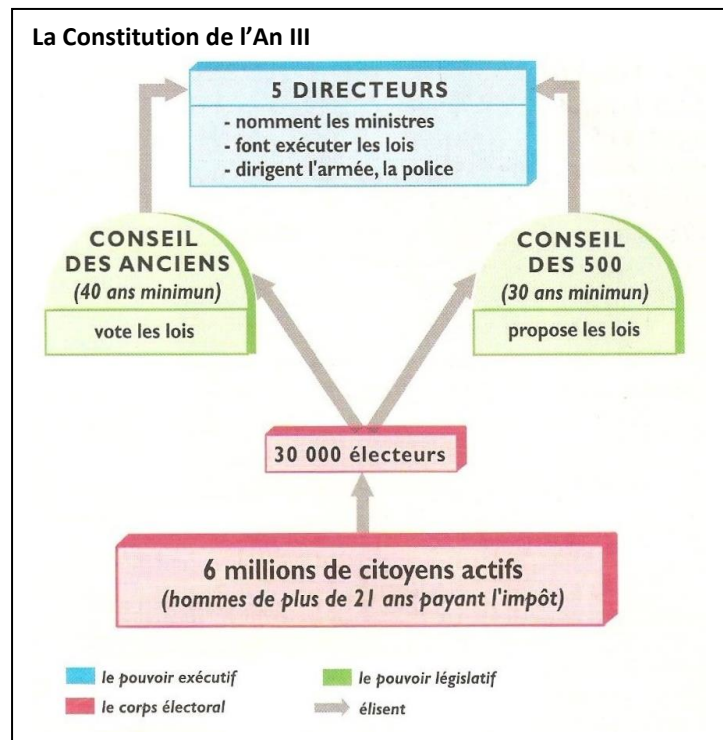 La Constitution de l'An III
5 DIRECTEURS
- nomment les ministres
- font exécuter les lois
- dirigent l'armée, la police
CONSEIL
DES ANCIENS
(40 ans minimun)
vote les lois
CONSEIL
DES 500
(30 ans minimun)
propose les lois
30 000 électeurs
6 millions de citoyens actifs
(hommes de plus de 21 ans payant l'impôt)
le pouvoir exécutif
le pouvoir législatif
le corps électoral
élisent